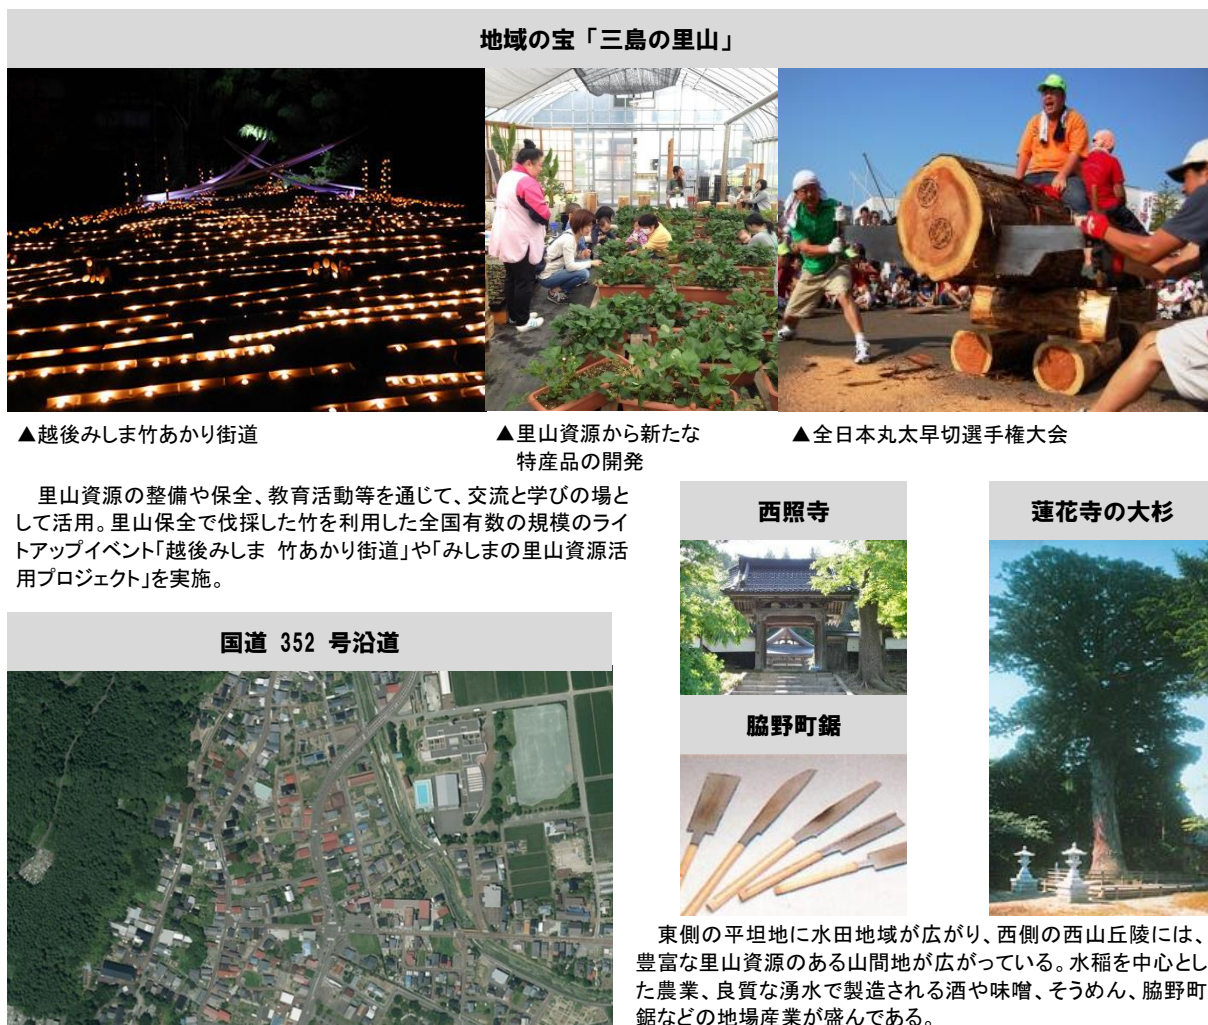 地域の宝「三島の里山」
▲越後みしま竹あかり街道
▲里山資源から新たな
特産品の開発
▲全日本丸太早切選手権大会
里山資源の整備や保全、教育活動等を通じて、交流と学びの場と
して活用。里山保全で伐採した竹を利用した全国有数の規模のライ
トアップイベント「越後みしま 竹あかり街道」や「みしまの里山資源活
用プロジェクト」を実施。
国道 352 号沿道
西照寺
脇野町鋸
蓮花寺の大杉
東側の平坦地に水田地域が広がり、西側の西山丘陵には、
豊富な里山資源のある山間地が広がっている。水稲を中心とし
た農業、良質な湧水で製造される酒や味噌、そうめん、脇野町
鋸などの地場産業が盛んである。